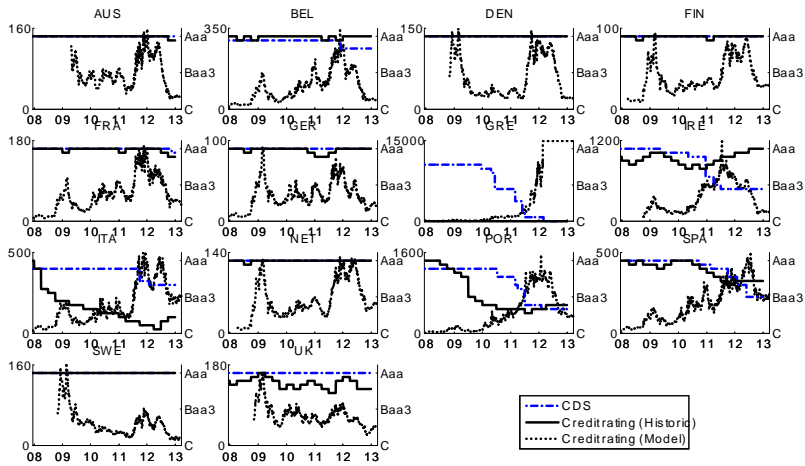 AUS
160
0
08 09 10 11 12 13
Aaa
Baa3
C
BEL
350
0
08 09 10 11 12 13
Aaa
Baa3
C
DEN
150
0
08 09 10 11 12 13
Aaa
Baa3
C
FIN
100
0
08 09 10 11 12 13
Aaa
Baa3
C
FRA
180
0
08 09 10 11 12 13
Aaa
Baa3
C
GER
100
0
08 09 10 11 12 13
Aaa
Baa3
C
GRE
15000
0
08 09 10 11 12 13
Aaa
Baa3
C
IRE
1200
0
08 09 10 11 12 13
Aaa
Baa3
C
ITA
500
0
08 09 10 11 12 13
Aaa
Baa3
C
NET
140
0
08 09 10 11 12 13
Aaa
Baa3
C
POR
1600
0
08 09 10 11 12 13
Aaa
Baa3
C
SPA
500
0
08 09 10 11 12 13
Aaa
Baa3
C
SWE
160
0
08 09 10 11 12 13
Aaa
Baa3
C
UK
180
0
08 09 10 11 12 13
Aaa
Baa3
C
CDS
Creditrating (Historic)
Creditrating (Model)